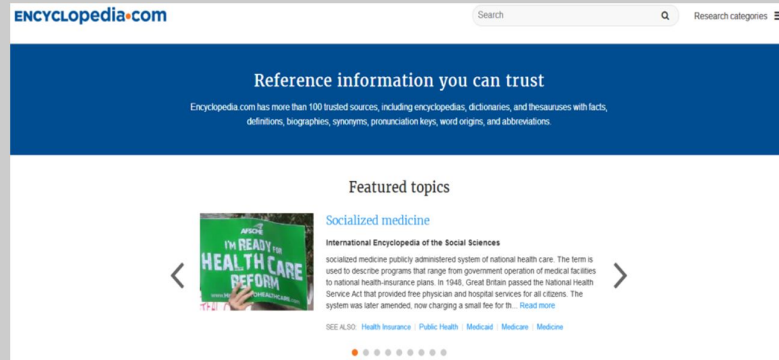 ENCYCLOpedia.com
Search
Research categories
Reference information you can trust
Encyclopedia.com has more than 100 trusted sources, including encyclopedias, dictionaries, and thesauruses with facts,
definitions, biographies, synonyms, pronunciation keys, word origins, and abbreviations.
Featured topics
Socialized medicine
International Encyclopedia of the Social Sciences
socialized medicine publicly administered system of national health care. The term is
used to describe programs that range from government operation of medical facilities
to national health-insurance plans. In 1948, Great Britain passed the National Health
Service Act that provided free physician and hospital services for all citizens. The
system was later amended, now charging a small fee for th... Read more
SEE ALSO: Health Insurance | Public Health | Medicaid | Medicare | Medicine
AFSCME
I'M READY FOR
HEALTH CARE
REFORM